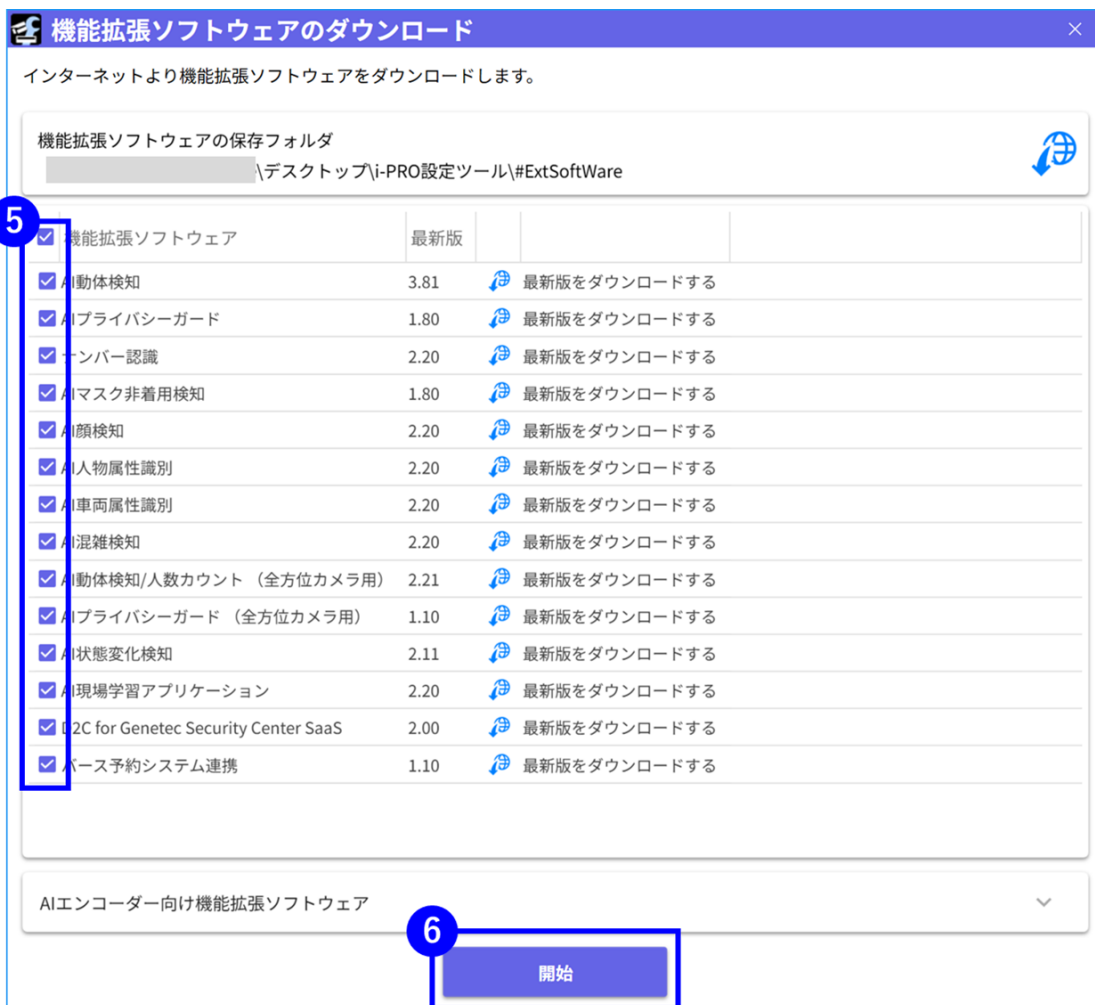 機能拡張ソフトウェアのダウンロード
インターネットより機能拡張ソフトウェアをダウンロードします。
機能拡張ソフトウェアの保存フォルダ
\デスクトップ\i-PRO設定ツール\#ExtSoftWare
5
機能拡張ソフトウェア 最新版
AI動体検知 3.81 最新版をダウンロードする
AIプライバシーガード 1.80 最新版をダウンロードする
ナンバー認識 2.20 最新版をダウンロードする
AIマスク非着用検知 1.80 最新版をダウンロードする
AI顔検知 2.20 最新版をダウンロードする
AI人物属性識別 2.20 最新版をダウンロードする
AI車両属性識別 2.20 最新版をダウンロードする
AI混雑検知 2.20 最新版をダウンロードする
AI動体検知/人数カウント （全方位カメラ用） 2.21 最新版をダウンロードする
AIプライバシーガード （全方位カメラ用） 1.10 最新版をダウンロードする
AI状態変化検知 2.11 最新版をダウンロードする
AI現場学習アプリケーション 2.20 最新版をダウンロードする
D2C for Genetec Security Center SaaS 2.00 最新版をダウンロードする
バース予約システム連携 1.10 最新版をダウンロードする
AIエンコーダー向け機能拡張ソフトウェア
6
開始